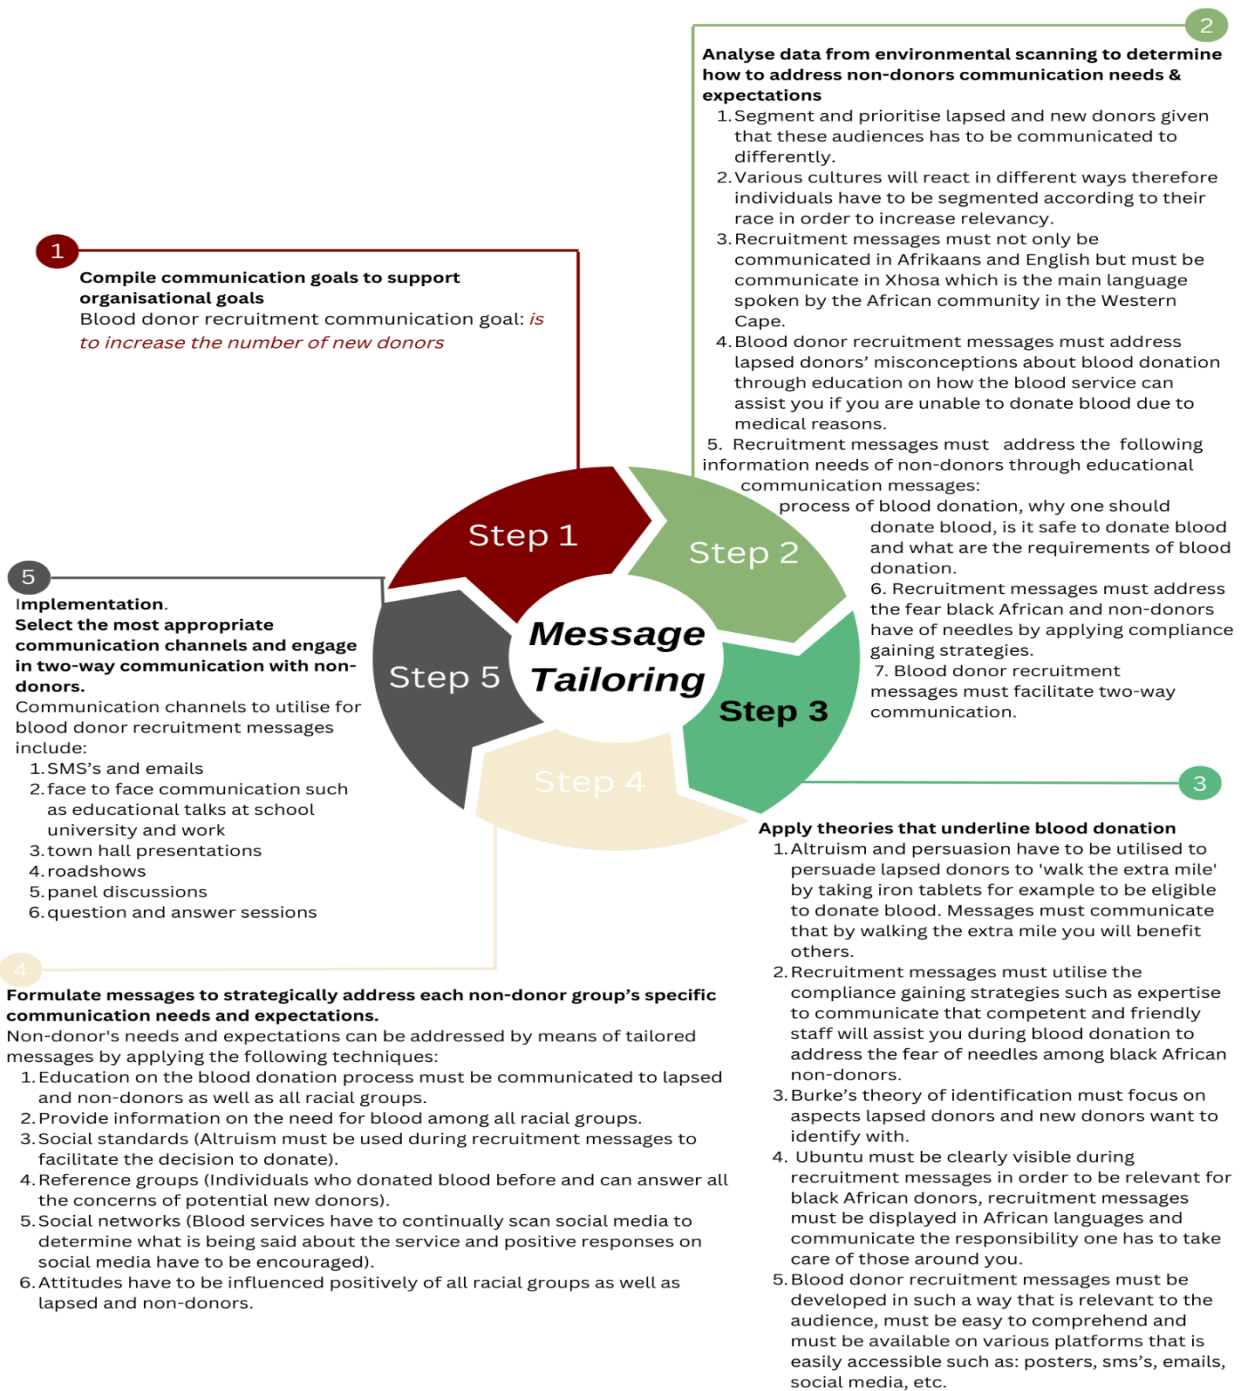 1
Compile communication goals to support
organisational goals
Blood donor recruitment communication goal: is
to increase the number of new donors
2
Analyse data from environmental scanning to determine
how to address non-donors communication needs &
expectations
1. Segment and prioritise lapsed and new donors given
that these audiences has to be communicated to
differently.
2. Various cultures will react in different ways therefore
individuals have to be segmented according to their
race in order to increase relevancy.
3. Recruitment messages must not only be
communicated in Afrikaans and English but must be
communicate in Xhosa which is the main language
spoken by the African community in the Western
Cape.
4. Blood donor recruitment messages must address
lapsed donors’ misconceptions about blood donation
through education on how the blood service can
assist you if you are unable to donate blood due to
medical reasons.
5. Recruitment messages must address the following
information needs of non-donors through educational
communication messages:
process of blood donation, why one should
donate blood, is it safe to donate blood
and what are the requirements of blood
donation.
6. Recruitment messages must address
the fear black African and non-donors
have of needles by applying compliance
gaining strategies.
7. Blood donor recruitment
messages must facilitate two-way
communication.
Step 1
Step 2
Step 3
Step 4
Step 5
Message
Tailoring
3
Apply theories that underline blood donation
1. Altruism and persuasion have to be utilised to
persuade lapsed donors to 'walk the extra mile'
by taking iron tablets for example to be eligible
to donate blood. Messages must communicate
that by walking the extra mile you will benefit
others.
2. Recruitment messages must utilise the
compliance gaining strategies such as expertise
to communicate that competent and friendly
staff will assist you during blood donation to
address the fear of needles among black African
non-donors.
3. Burke’s theory of identification must focus on
aspects lapsed donors and new donors want to
identify with.
4. Ubuntu must be clearly visible during
recruitment messages in order to be relevant for
black African donors, recruitment messages
must be displayed in African languages and
communicate the responsibility one has to take
care of those around you.
5. Blood donor recruitment messages must be
developed in such a way that is relevant to the
audience, must be easy to comprehend and
must be available on various platforms that is
easily accessible such as: posters, sms’s, emails,
social media, etc.
4
Formulate messages to strategically address each non-donor group’s specific
communication needs and expectations.
Non-donor's needs and expectations can be addressed by means of tailored
messages by applying the following techniques:
1. Education on the blood donation process must be communicated to lapsed
and non-donors as well as all racial groups.
2. Provide information on the need for blood among all racial groups.
3. Social standards (Altruism must be used during recruitment messages to
facilitate the decision to donate).
4. Reference groups (Individuals who donated blood before and can answer all
the concerns of potential new donors).
5. Social networks (Blood services have to continually scan social media to
determine what is being said about the service and positive responses on
social media have to be encouraged).
6. Attitudes have to be influenced positively of all racial groups as well as
lapsed and non-donors.
5
Implementation.
Select the most appropriate
communication channels and engage
in two-way communication with non-
donors.
Communication channels to utilise for
blood donor recruitment messages
include:
1. SMS’s and emails
2. face to face communication such
as educational talks at school
university and work
3. town hall presentations
4. roadshows
5. panel discussions
6. question and answer sessions